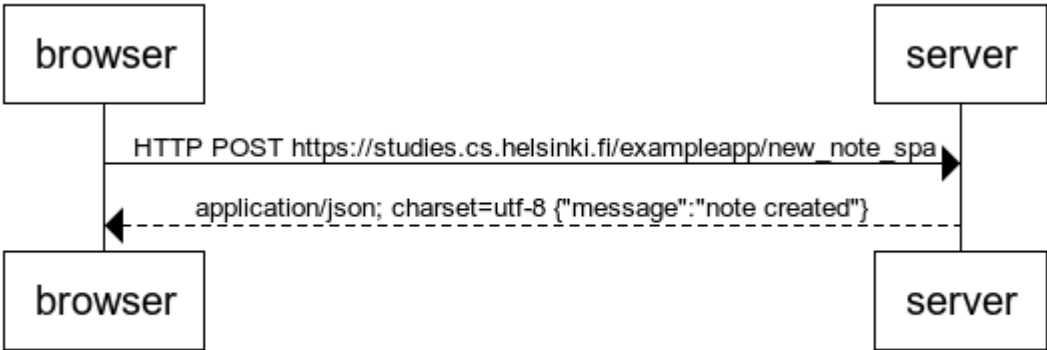 browser
server
HTTP POST https://studies.cs.helsinki.fi/exampleapp/new_note_spa
application/json; charset=utf-8 {"message":"note created"}
browser
server